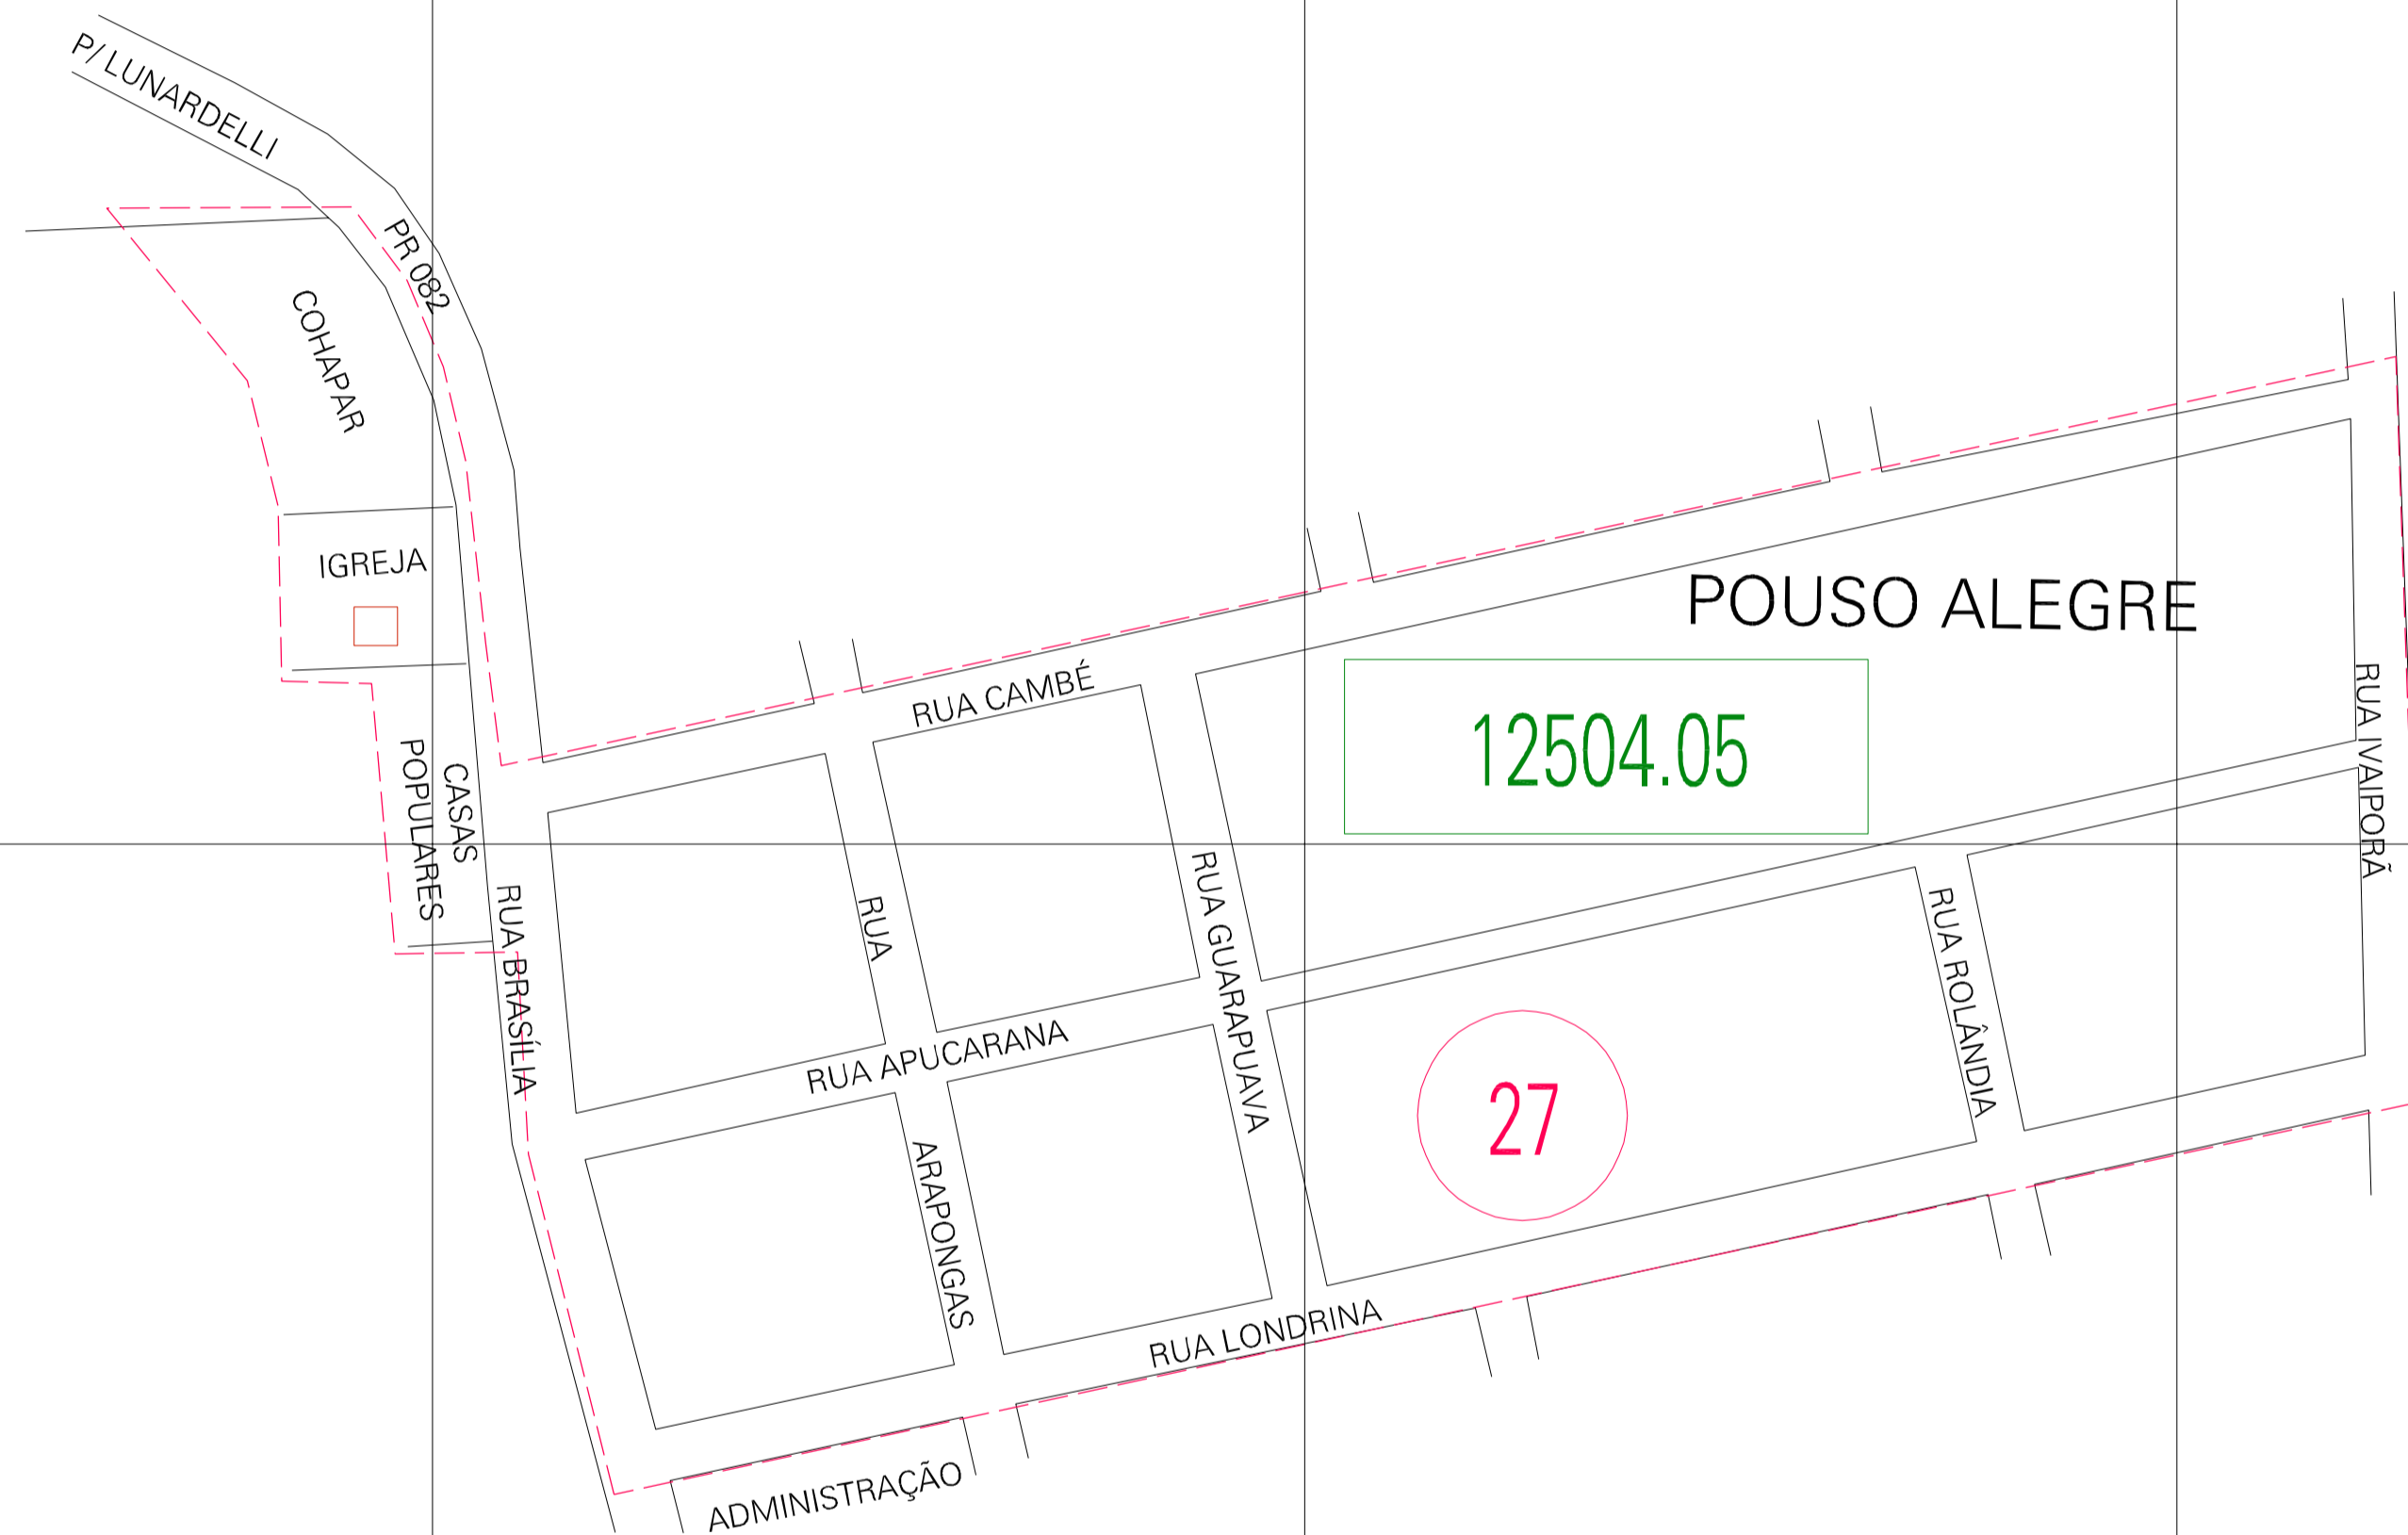 P/ LUNARDELLI
PR 082
COHAPAR
IGREJA
POUSO ALEGRE
RUA CAMBÉ
12504.05
RUA IVAIPORÃ
CASAS
POPULARES
RUA BRASÍLIA
RUA
ARAPONGAS
RUA GUARAPUAVA
RUA ROLÂNDIA
RUA APUCARANA
27
RUA LONDRINA
ADMINISTRAÇÃO